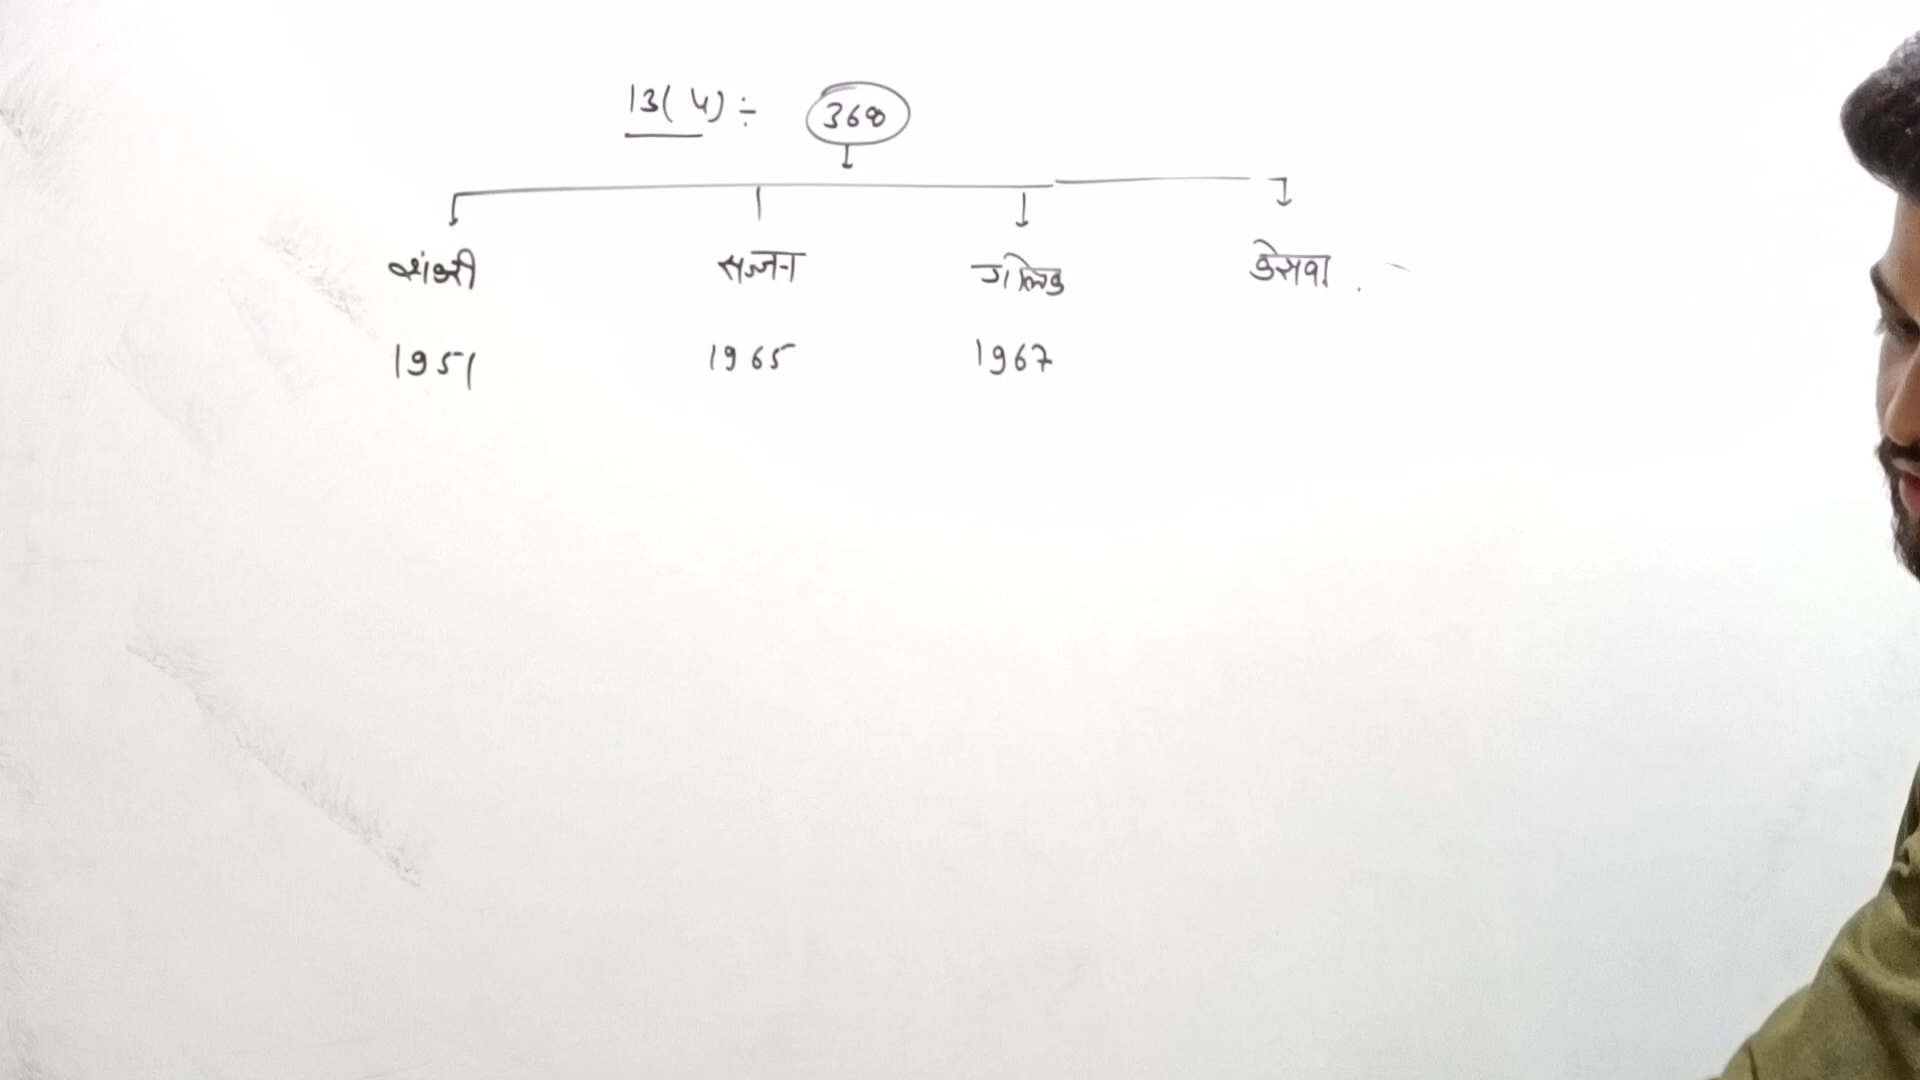 13(4) ÷ 368
शंकरी सज्जन गोलक केसवा .
1951 1965 1967